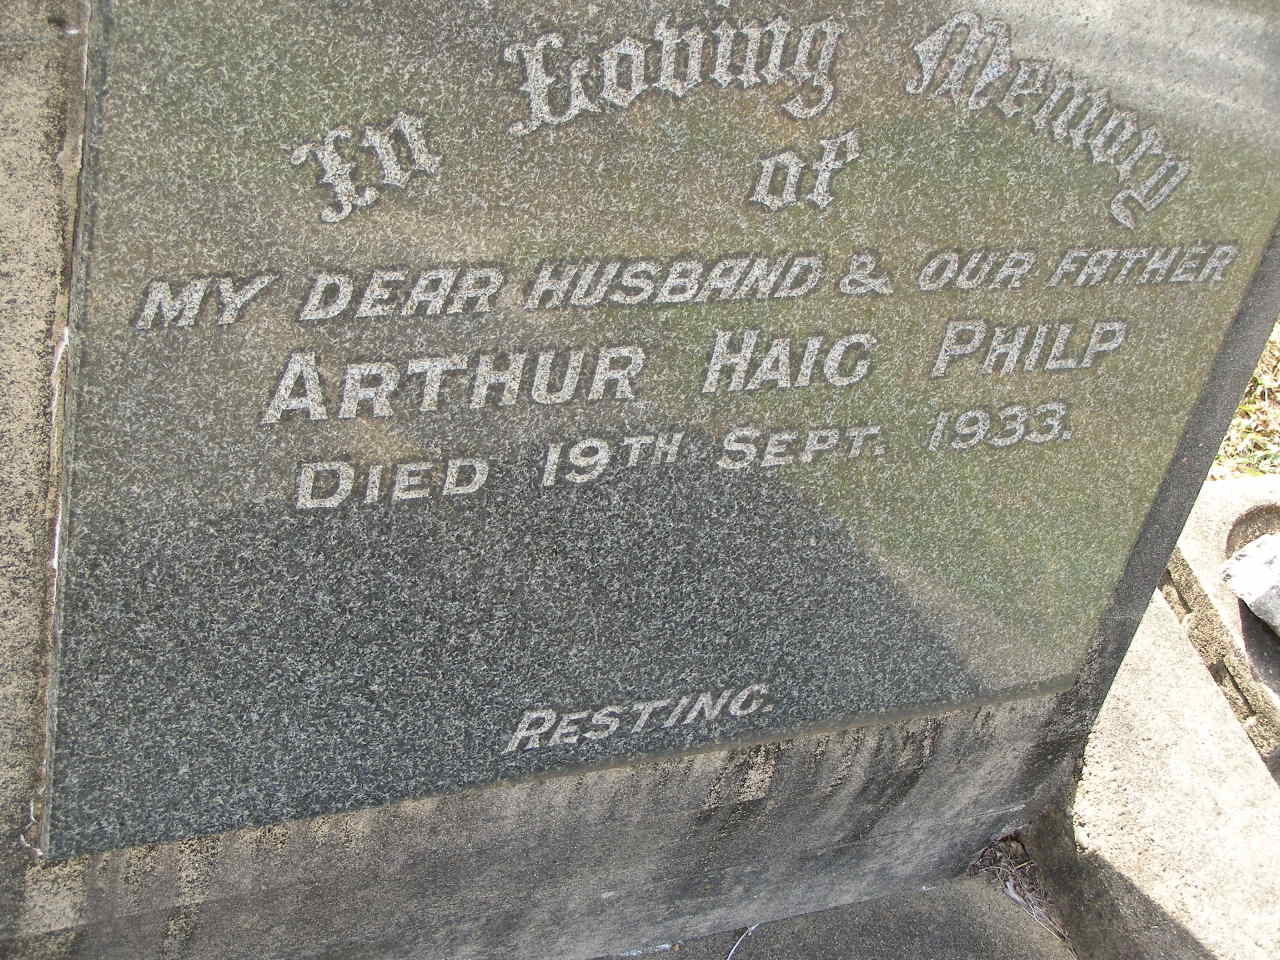 In Loving Memory
of
MY DEAR HUSBAND & OUR FATHER
ARTHUR HAIG PHILP
DIED 19TH SEPT. 1933.
RESTING.